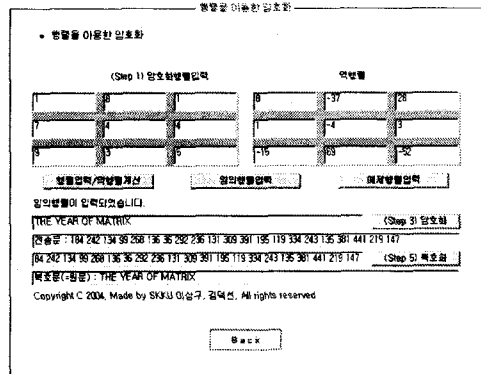 행렬을 이용한 암호화
• 행렬을 이용한 암호화
(Step 1) 암호화행렬입력 역행렬
1 8 1 8 -37 28
7 4 4 1 -4 3
9 3 5 -15 69 -52
행렬입력/역행렬계산 임의행렬입력 예제행렬입력
임의행렬이 입력되었습니다.
THE YEAR OF MATRIX (Step 3) 암호화
전송문 : 184 242 134 99 268 136 36 292 236 131 309 391 195 119 334 243 135 381 441 219 147
84 242 134 99 268 136 36 292 236 131 309 391 195 119 334 243 135 381 441 219 147 (Step 5) 복호화
복호문(=원문) : THE YEAR OF MATRIX
Copyright C 2004, Made by SKKU 이상구, 김덕선, All rights reserved
Back